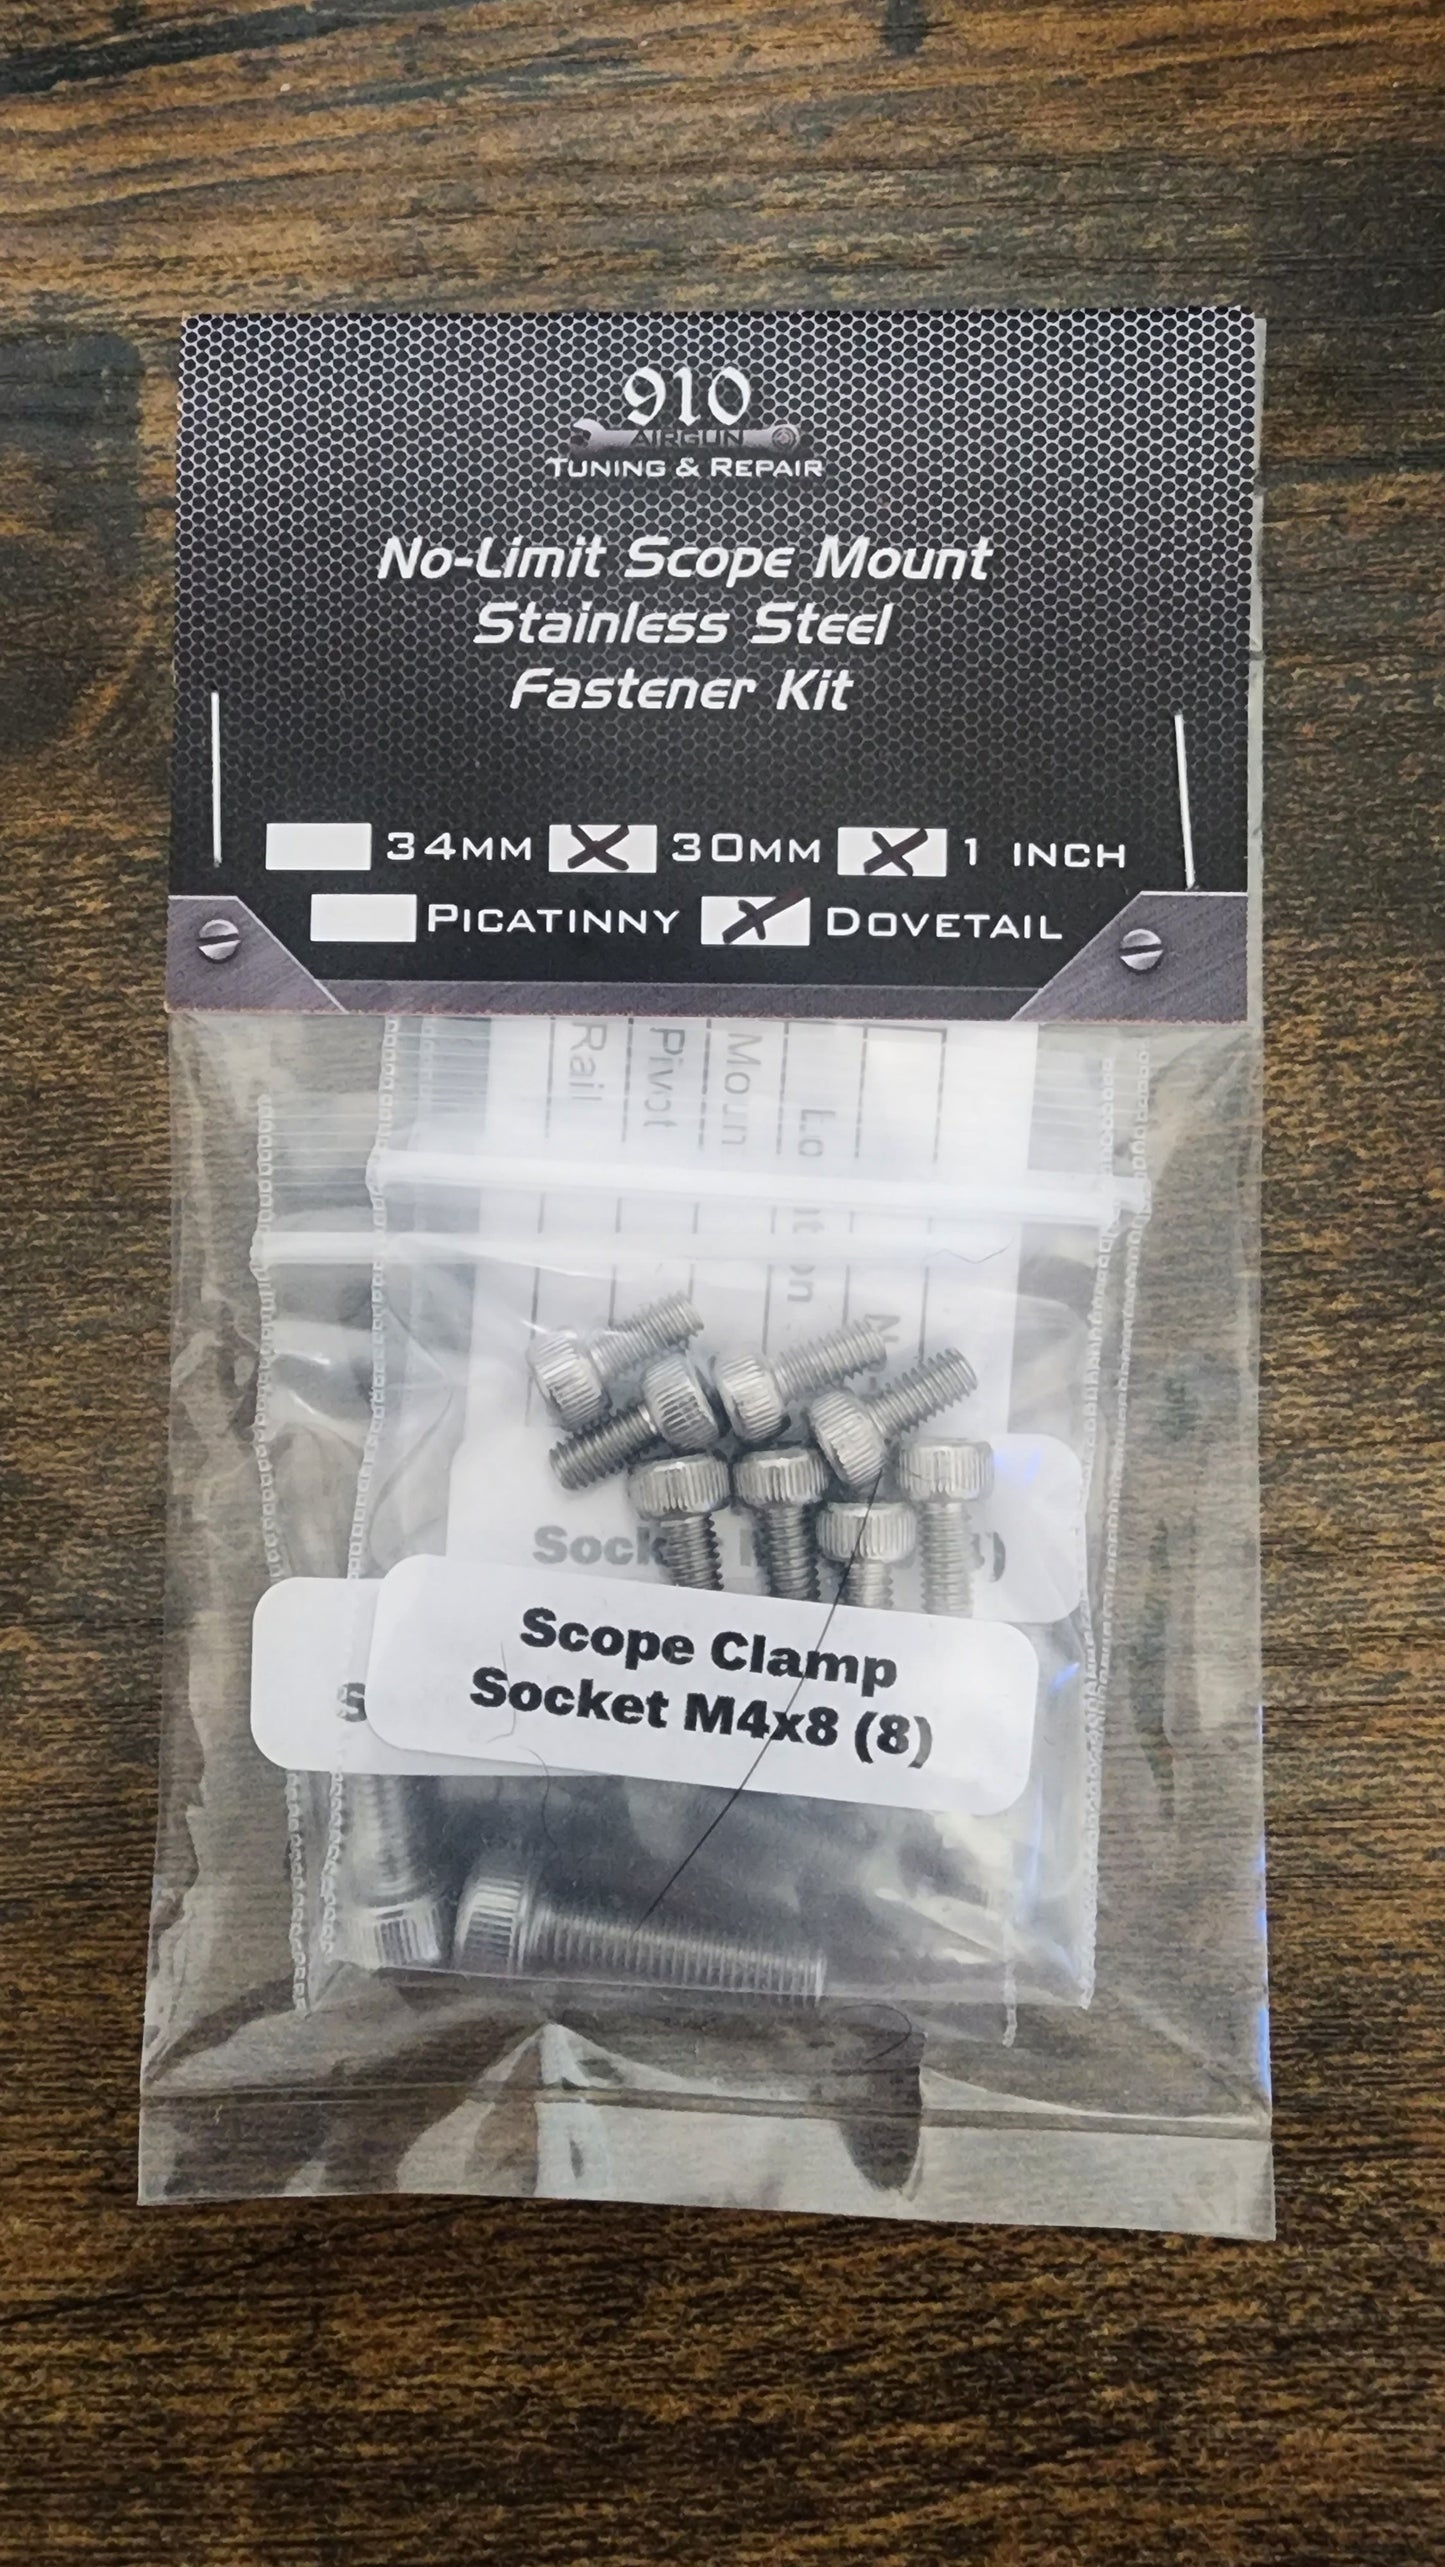 910
AIRGUN
TUNING & REPAIR
No-Limit Scope Mount
Stainless Steel
Fastener Kit
34MM 30MM 1 INCH
PICATINNY DOVETAIL
Rail
Pivot
Scope Clamp
Socket M4x8 (8)